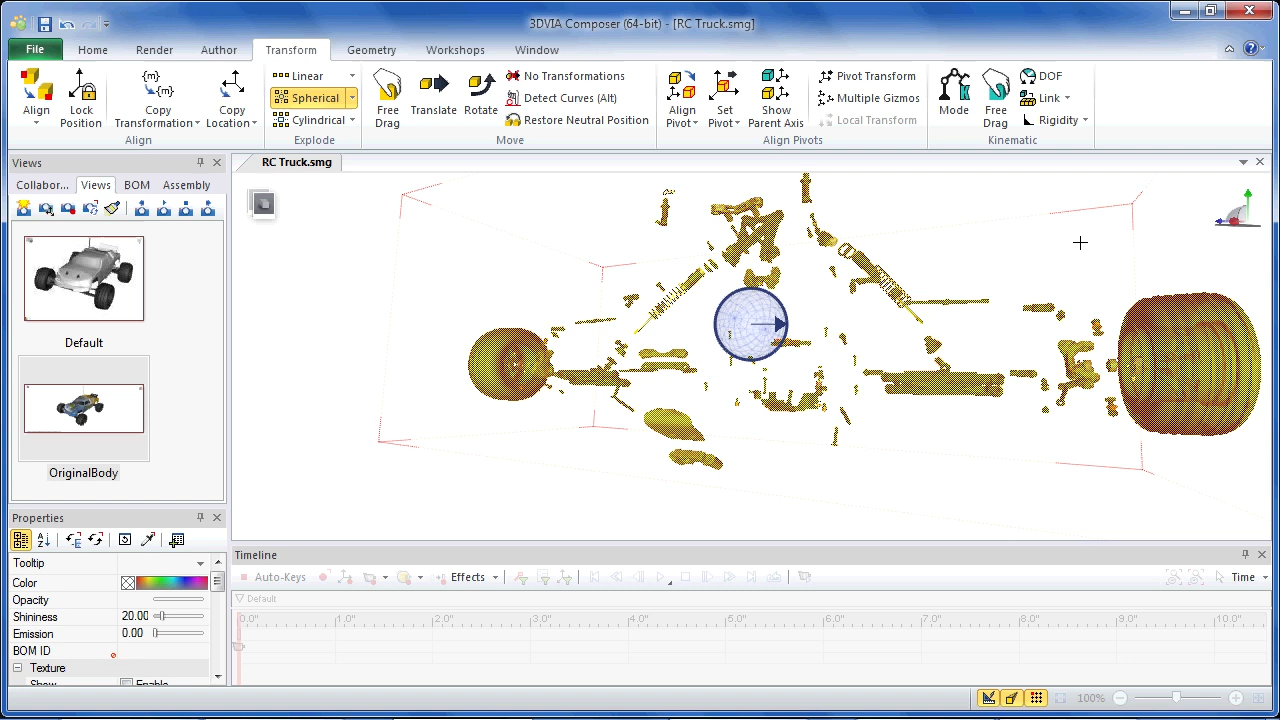 3DVIA Composer (64-bit) - [RC Truck.smg]
File Home Render Author Transform Geometry Workshops Window
Linear
Spherical
Cylindrical
Align
Lock Position
Copy Transformation
Copy Location
Free Drag
Translate
Rotate
No Transformations
Detect Curves (Alt)
Restore Neutral Position
Align Pivot
Set Pivot
Show Parent Axis
Pivot Transform
Multiple Gizmos
Local Transform
Mode
Free Drag
DOF
Link
Rigidity
Align Explode Move Align Pivots Kinematic
Views
RC Truck.smg
Collabor... Views BOM Assembly
Default
OriginalBody
Properties
Tooltip
Color
Opacity
Shininess 20.00
Emission 0.00
BOM ID
Texture
Show Enable
Timeline
Auto-Keys Effects Time
Default
0.0" 1.0" 2.0" 3.0" 4.0" 5.0" 6.0" 7.0" 8.0" 9.0" 10.0"
100%